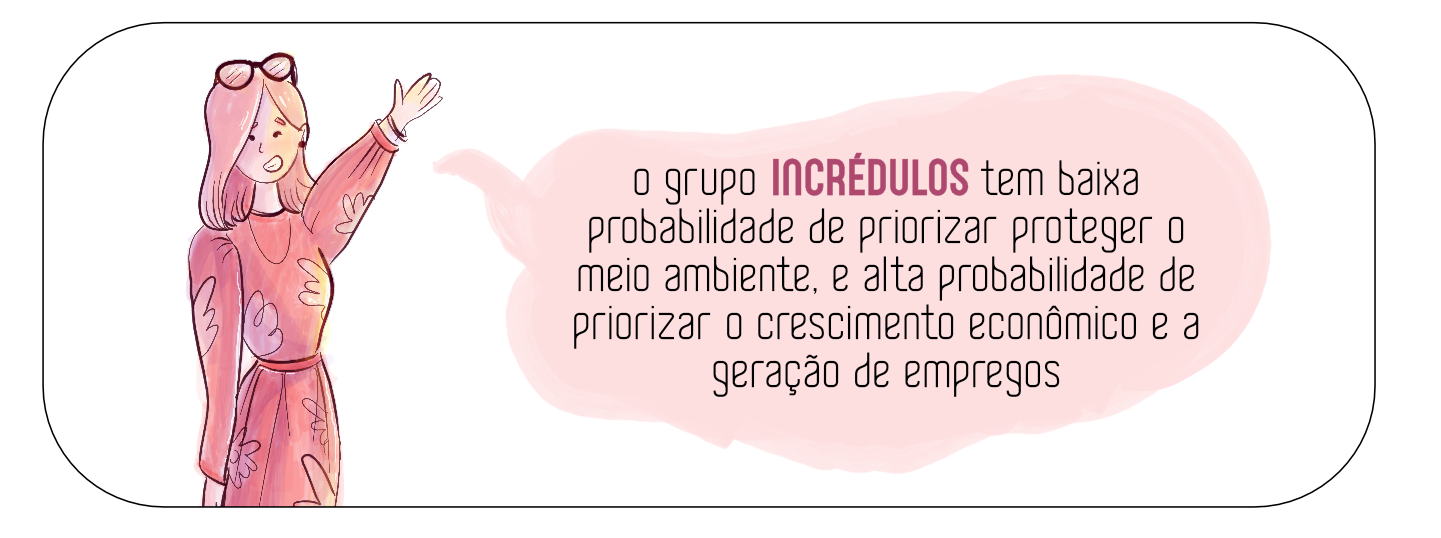 o grupo INCRÉDULOS tem baixa
probabilidade de priorizar proteger o
meio ambiente, e alta probabilidade de
priorizar o crescimento econômico e a
geração de empregos